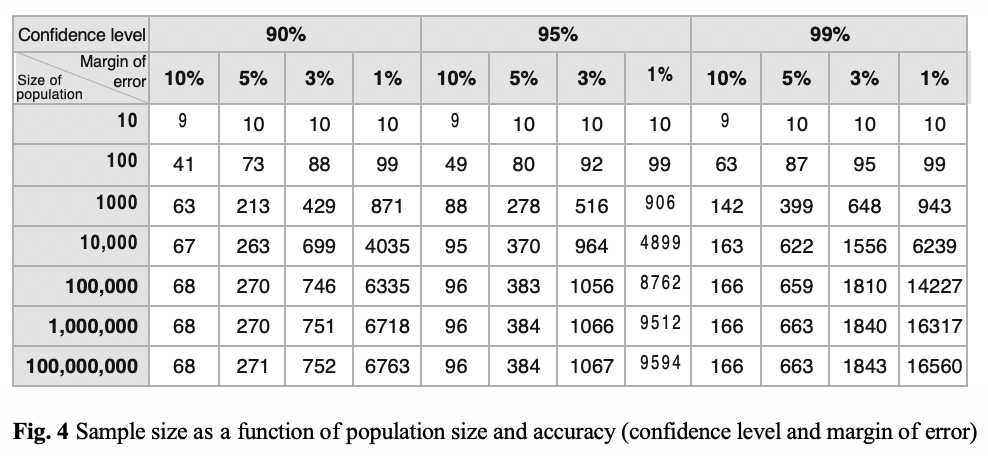 Confidence level 90% 95% 99%
Margin of error Size of population 10% 5% 3% 1% 10% 5% 3% 1% 10% 5% 3% 1%
10 9 10 10 10 9 10 10 10 9 10 10 10
100 41 73 88 99 49 80 92 99 63 87 95 99
1000 63 213 429 871 88 278 516 906 142 399 648 943
10,000 67 263 699 4035 95 370 964 4899 163 622 1556 6239
100,000 68 270 746 6335 96 383 1056 8762 166 659 1810 14227
1,000,000 68 270 751 6718 96 384 1066 9512 166 663 1840 16317
100,000,000 68 271 752 6763 96 384 1067 9594 166 663 1843 16560
Fig. 4 Sample size as a function of population size and accuracy (confidence level and margin of error)